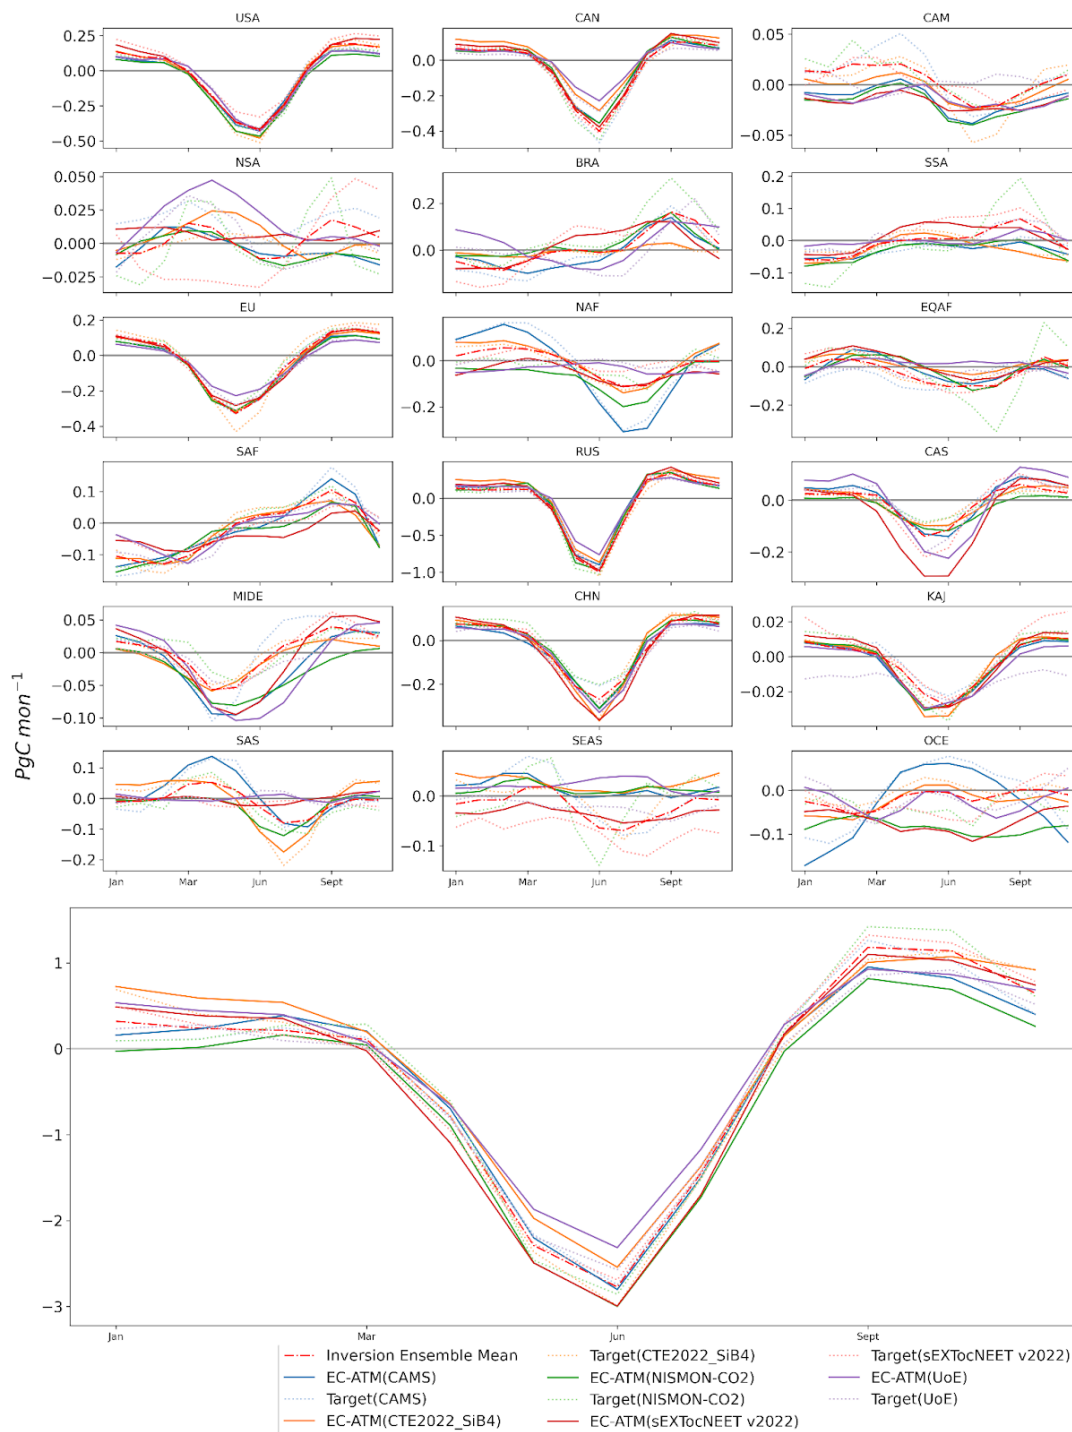 USA CAN CAM
0.25 0.00 −0.25 −0.50
0.0 −0.2 −0.4
0.05 0.00 −0.05
NSA BRA SSA
0.050 0.025 0.000 −0.025
0.2 0.0
0.2 0.1 0.0 −0.1
EU NAF EQAF
0.2 0.0 −0.2 −0.4
0.0 −0.2
0.2 0.0 −0.2
SAF RUS CAS
0.1 0.0 −0.1
0.0 −0.5 −1.0
0.0 −0.2
MIDE CHN KAJ
0.05 0.00 −0.05 −0.10
0.0 −0.2
0.02 0.00 −0.02
SAS SEAS OCE
0.1 0.0 −0.1 −0.2
0.0 −0.1
0.0 −0.1
Jan Mar Jun Sept Jan Mar Jun Sept Jan Mar Jun Sept
PgC mon⁻¹
1
0
−1
−2
−3
Jan Mar Jun Sept
Inversion Ensemble Mean
EC-ATM(CAMS)
Target(CAMS)
EC-ATM(CTE2022_SiB4)
Target(CTE2022_SiB4)
EC-ATM(NISMON-CO2)
Target(NISMON-CO2)
EC-ATM(sEXTocNEET v2022)
Target(sEXTocNEET v2022)
EC-ATM(UoE)
Target(UoE)